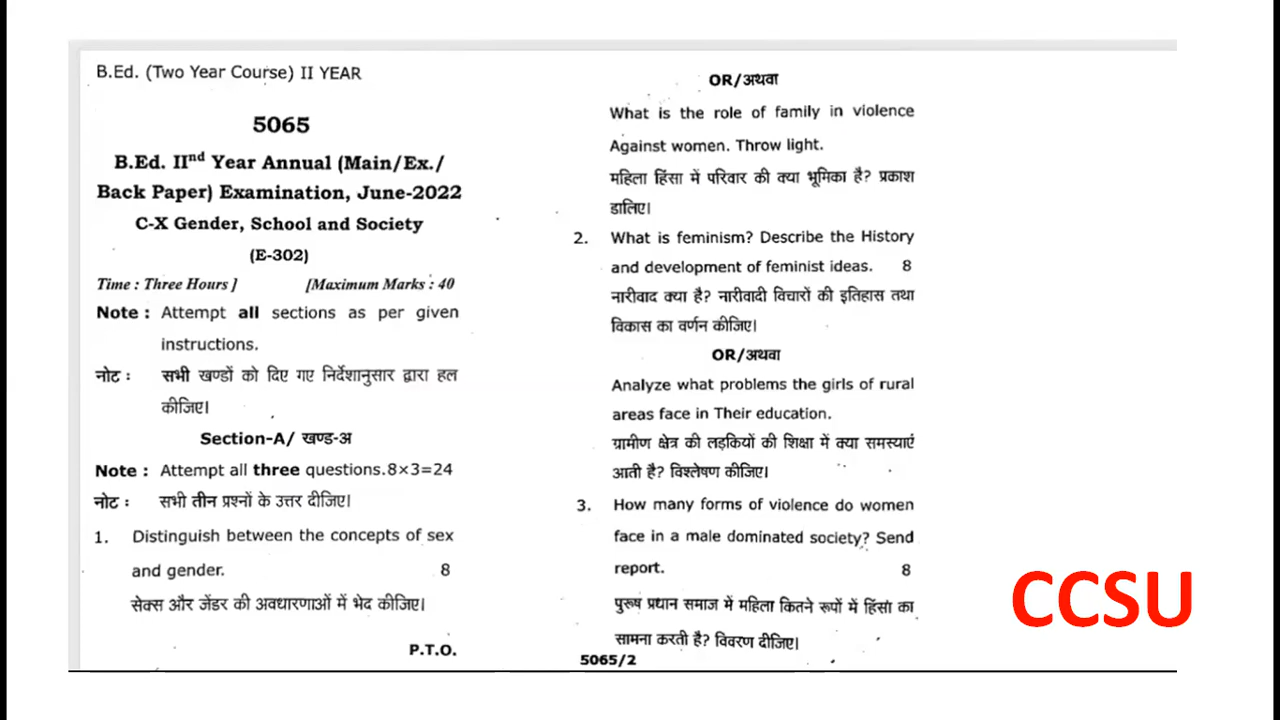 B.Ed. (Two Year Course) II YEAR
5065
B.Ed. IInd Year Annual (Main/Ex./
Back Paper) Examination, June-2022
C-X Gender, School and Society
(E-302)
Time : Three Hours ] [Maximum Marks : 40
Note : Attempt all sections as per given
instructions.
नोट : सभी खण्डों को दिए गए निर्देशानुसार द्वारा हल
कीजिए।
Section-A/ खण्ड-अ
Note : Attempt all three questions.8×3=24
नोट : सभी तीन प्रश्नों के उत्तर दीजिए।
1. Distinguish between the concepts of sex
and gender. 8
सेक्स और जेंडर की अवधारणाओं में भेद कीजिए।
P.T.O.
OR/अथवा
What is the role of family in violence
Against women. Throw light.
महिला हिंसा में परिवार की क्या भूमिका है? प्रकाश
डालिए।
2. What is feminism? Describe the History
and development of feminist ideas. 8
नारीवाद क्या है? नारीवादी विचारों की इतिहास तथा
विकास का वर्णन कीजिए।
OR/अथवा
Analyze what problems the girls of rural
areas face in Their education.
ग्रामीण क्षेत्र की लड़कियों की शिक्षा में क्या समस्याएं
आती है? विश्लेषण कीजिए।
3. How many forms of violence do women
face in a male dominated society? Send
report. 8
पुरूष प्रधान समाज में महिला कितने रूपों में हिंसा का
सामना करती है? विवरण दीजिए।
5065/2
CCSU